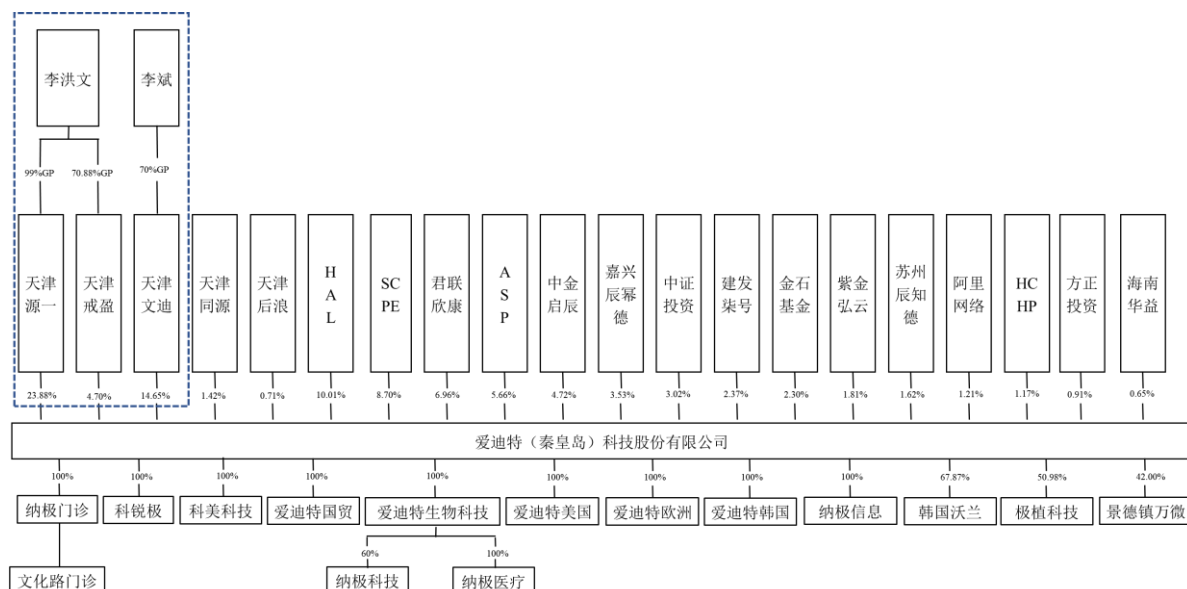 李洪文
李斌
99%GP
70.88%GP
70%GP
天津
源一
天津
戒盈
天津
文迪
天津
同源
天津
后浪
H
A
L
SC
PE
君联
欣康
A
S
P
中金
启辰
嘉兴
辰幂
德
中证
投资
建发
柒号
金石
基金
紫金
弘云
苏州
辰知
德
阿里
网络
HC
HP
方正
投资
海南
华益
23.88%
4.70%
14.65%
1.42%
0.71%
10.01%
8.70%
6.96%
5.66%
4.72%
3.53%
3.02%
2.37%
2.30%
1.81%
1.62%
1.21%
1.17%
0.91%
0.65%
爱迪特（秦皇岛）科技股份有限公司
100%
100%
100%
100%
100%
100%
100%
100%
100%
67.87%
50.98%
42.00%
纳极门诊
科锐极
科美科技
爱迪特国贸
爱迪特生物科技
爱迪特美国
爱迪特欧洲
爱迪特韩国
纳极信息
韩国沃兰
极植科技
景德镇万微
60%
100%
文化路门诊
纳极科技
纳极医疗